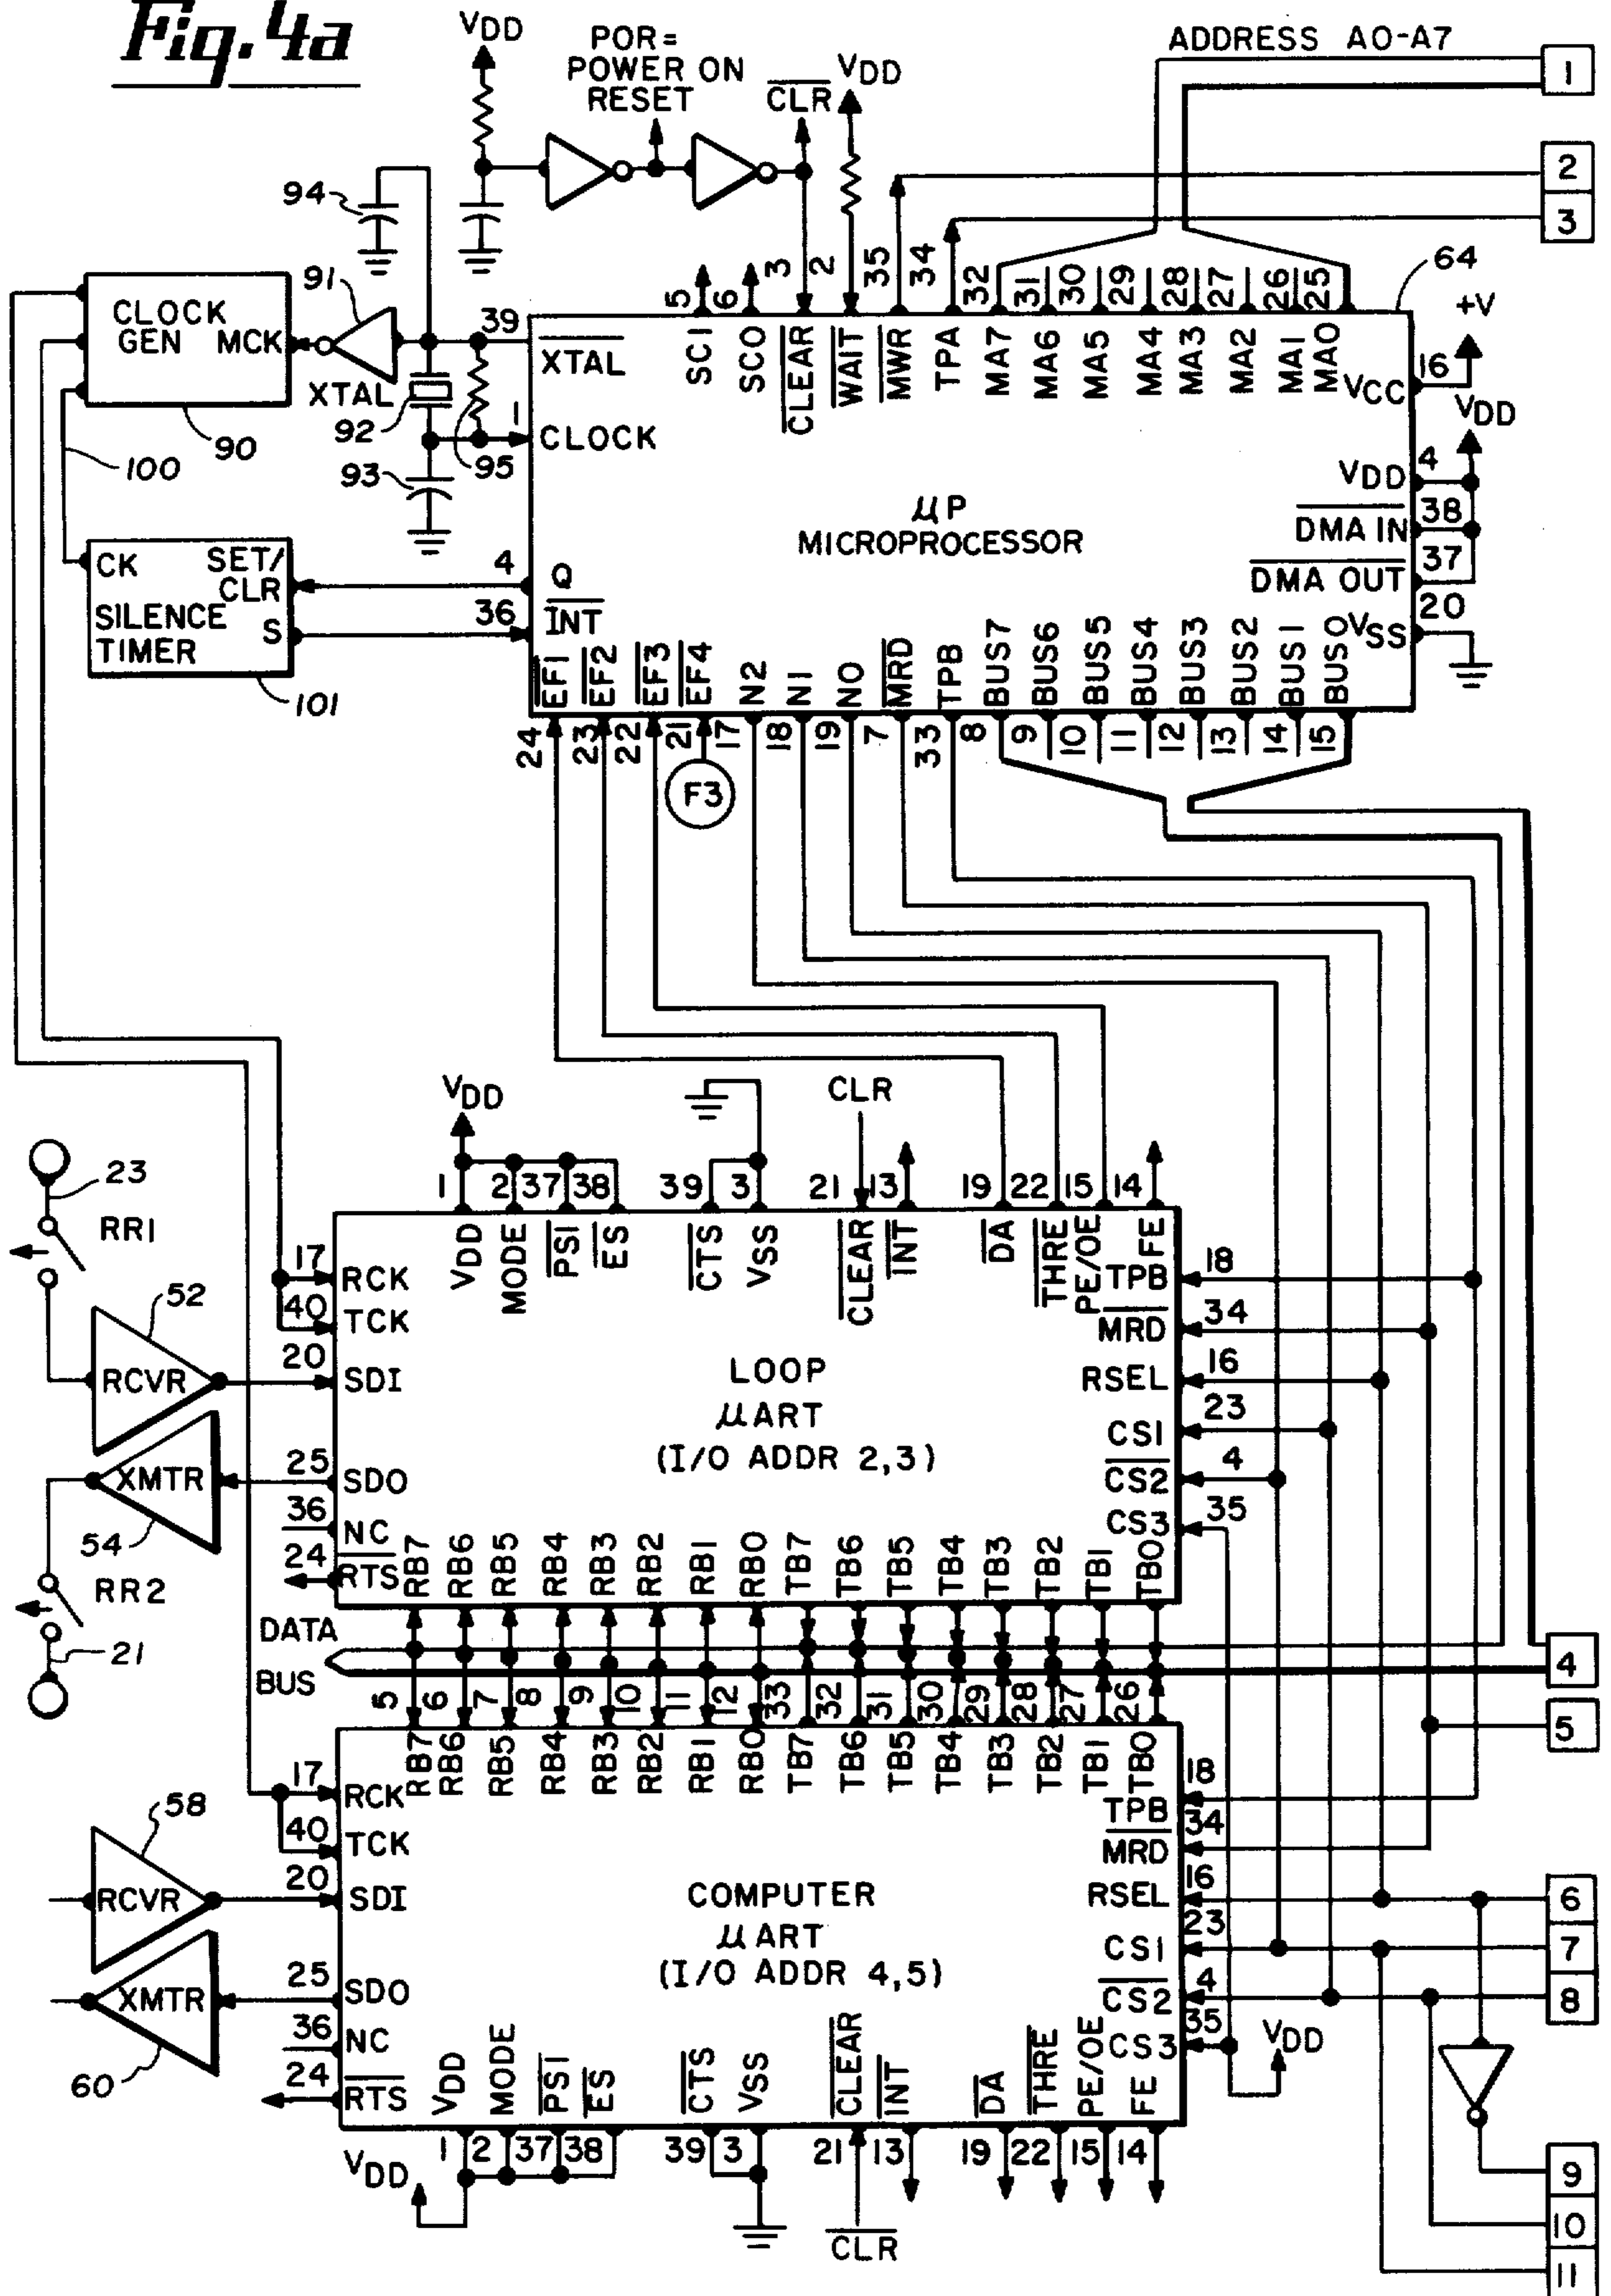 Fig. 4a
VDD
POR=
POWER ON
RESET
CLR
VDD
ADDRESS A0-A7
1
2
3
94
3
2
35
34
32
31
30
29
28
27
26
25
64
+V
5
6
91
39
CLOCK
GEN
MCK
XTAL
SC1
SC0
CLEAR
WAIT
MWR
TPA
MA7
MA6
MA5
MA4
MA3
MA2
MA1
MA0
16
VCC
VDD
XTAL
92
1
CLOCK
90
100
93
95
4
VDD
38
DMA IN
37
DMA OUT
20
VSS
μP
MICROPROCESSOR
CK
SET/
CLR
SILENCE
TIMER
S
101
4
Q
36
INT
EF1
EF2
EF3
EF4
N2
N1
N0
MRD
TPB
BUS7
BUS6
BUS5
BUS4
BUS3
BUS2
BUS1
BUS0
24
23
22
21
17
18
19
7
33
8
9
10
11
12
13
14
15
F3
VDD
CLR
23
RR1
1
2
37
38
39
3
21
13
19
22
15
14
VDD
MODE
PSI
ES
CTS
VSS
CLEAR
INT
DA
THRE
PE/OE
FE
17
RCK
40
TCK
52
20
RCVR
SDI
LOOP
μART
(I/O ADDR 2,3)
TPB
18
MRD
34
RSEL
16
CS1
23
CS2
4
CS3
35
XMTR
25
SDO
36
NC
54
24
RTS
RR2
21
RB7
RB6
RB5
RB4
RB3
RB2
RB1
RB0
TB7
TB6
TB5
TB4
TB3
TB2
TB1
TB0
DATA
BUS
4
5
5
6
7
8
9
10
11
12
33
32
31
30
29
28
27
26
RB7
RB6
RB5
RB4
RB3
RB2
RB1
RB0
TB7
TB6
TB5
TB4
TB3
TB2
TB1
TB0
17
RCK
40
TCK
58
20
RCVR
SDI
COMPUTER
μART
(I/O ADDR 4,5)
18
TPB
34
MRD
16
RSEL
23
CS1
4
CS2
35
CS3
VDD
6
7
8
XMTR
25
SDO
36
NC
60
24
RTS
VDD
MODE
PSI
ES
CTS
VSS
CLEAR
INT
DA
THRE
PE/OE
FE
1
2
37
38
39
3
21
13
19
22
15
14
VDD
CLR
9
10
11